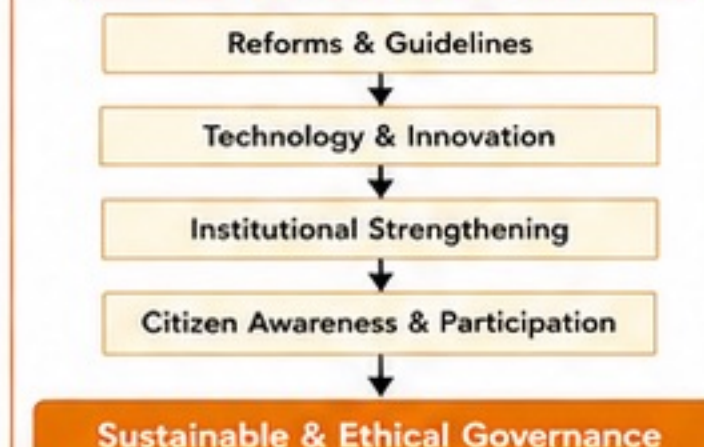 Reforms & Guidelines
Technology & Innovation
Institutional Strengthening
Citizen Awareness & Participation
Sustainable & Ethical Governance